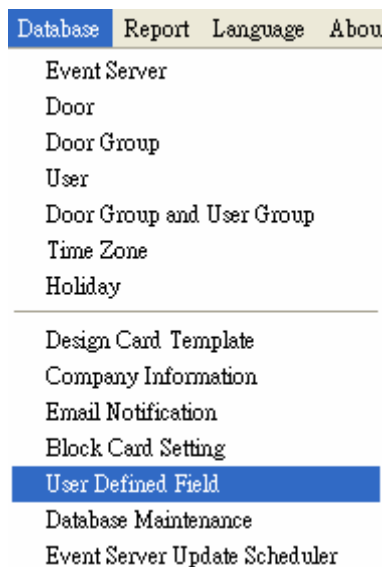 Database Report Language Abou
Event Server
Door
Door Group
User
Door Group and User Group
Time Zone
Holiday
Design Card Template
Company Information
Email Notification
Block Card Setting
User Defined Field
Database Maintenance
Event Server Update Scheduler